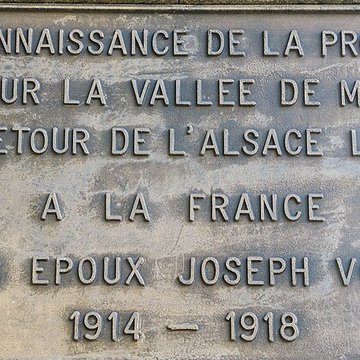 NNAISSANCE DE LA PR
UR LA VALLEE DE M
ETOUR DE L'ALSACE L
A LA FRANCE
EPOUX JOSEPH V
1914 — 1918